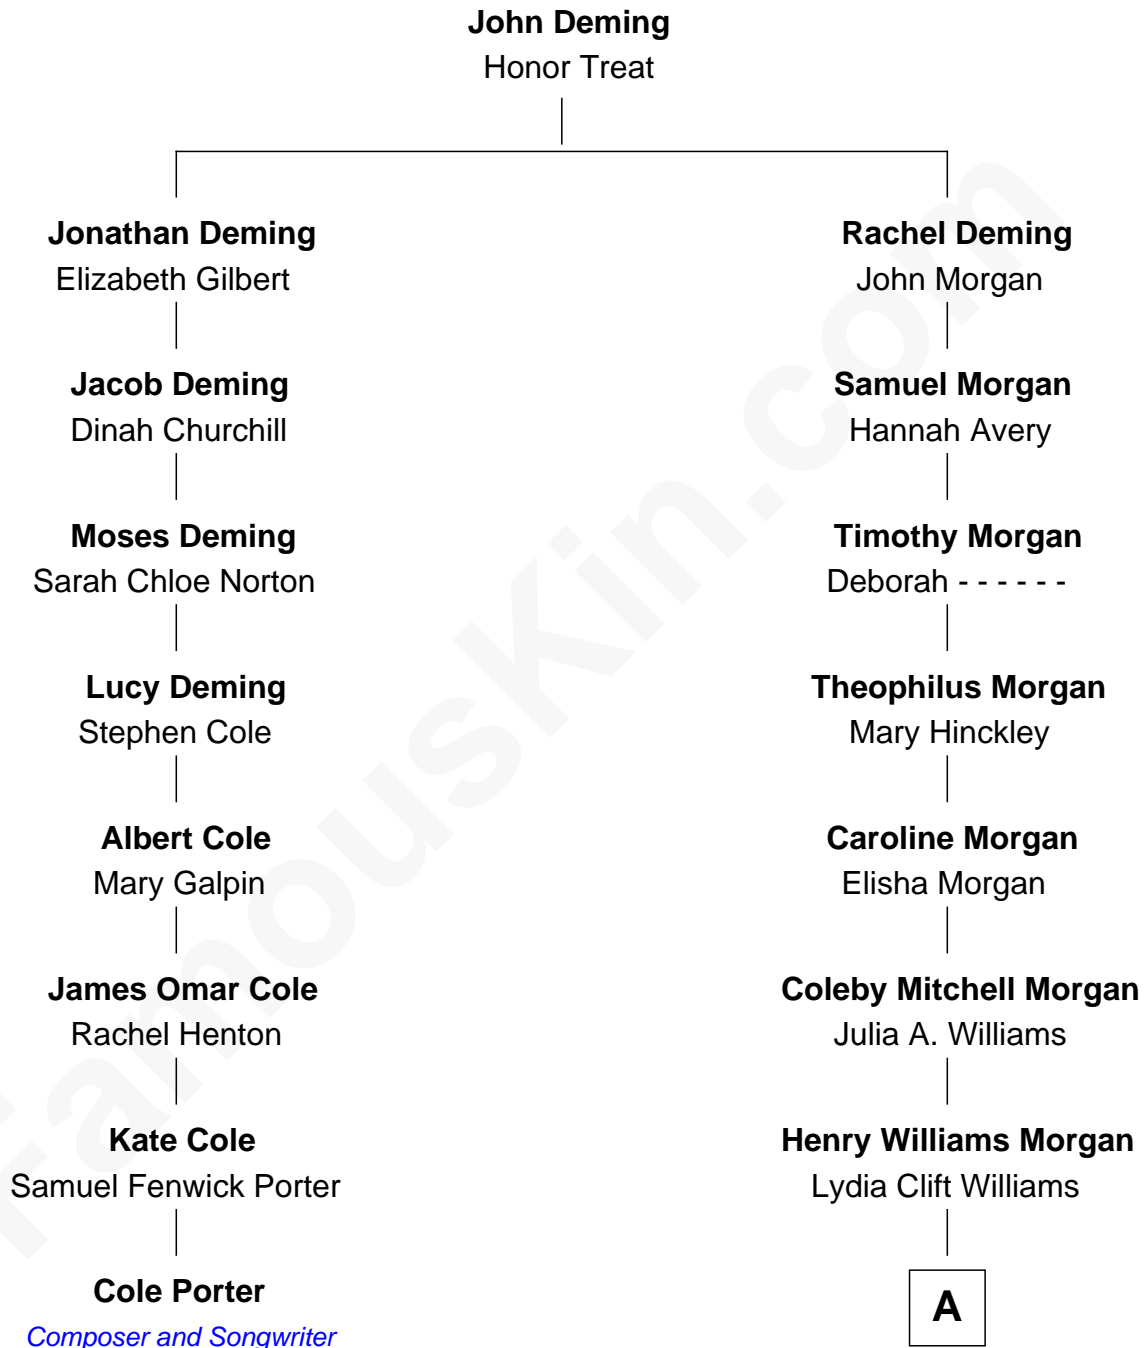 John Deming
Honor Treat
Jonathan Deming
Elizabeth Gilbert
Jacob Deming
Dinah Churchill
Moses Deming
Sarah Chloe Norton
Lucy Deming
Stephen Cole
Albert Cole
Mary Galpin
James Omar Cole
Rachel Henton
Kate Cole
Samuel Fenwick Porter
Cole Porter
Composer and Songwriter
Rachel Deming
John Morgan
Samuel Morgan
Hannah Avery
Timothy Morgan
Deborah - - - - - -
Theophilus Morgan
Mary Hinckley
Caroline Morgan
Elisha Morgan
Coleby Mitchell Morgan
Julia A. Williams
Henry Williams Morgan
Lydia Clift Williams
A
FamousKin.com